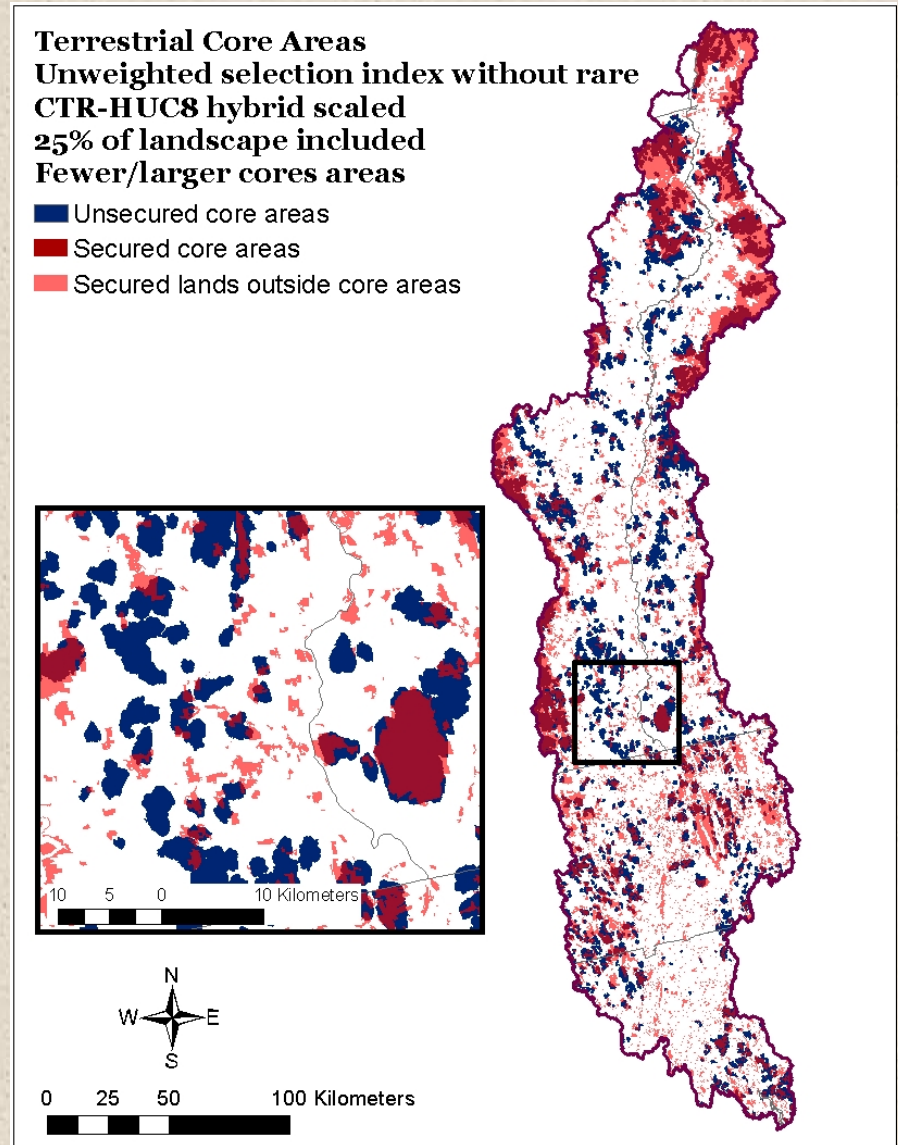 Terrestrial Core Areas
Unweighted selection index without rare
CTR-HUC8 hybrid scaled
25% of landscape included
Fewer/larger cores areas
Unsecured core areas
Secured core areas
Secured lands outside core areas
10 5 0 10 Kilometers
N
W E
S
0 25 50 100 Kilometers